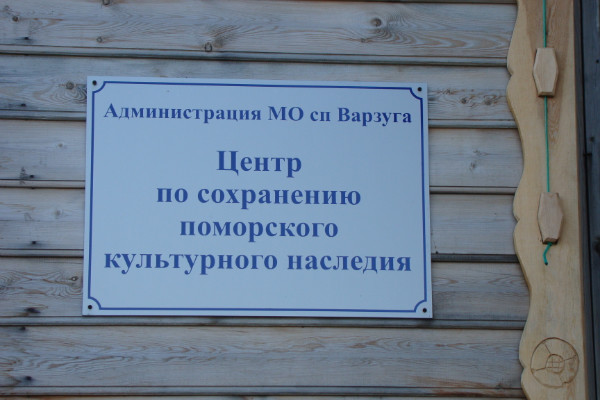 Администрация МО сп Варзуга
Центр
по сохранению
поморского
культурного наследия